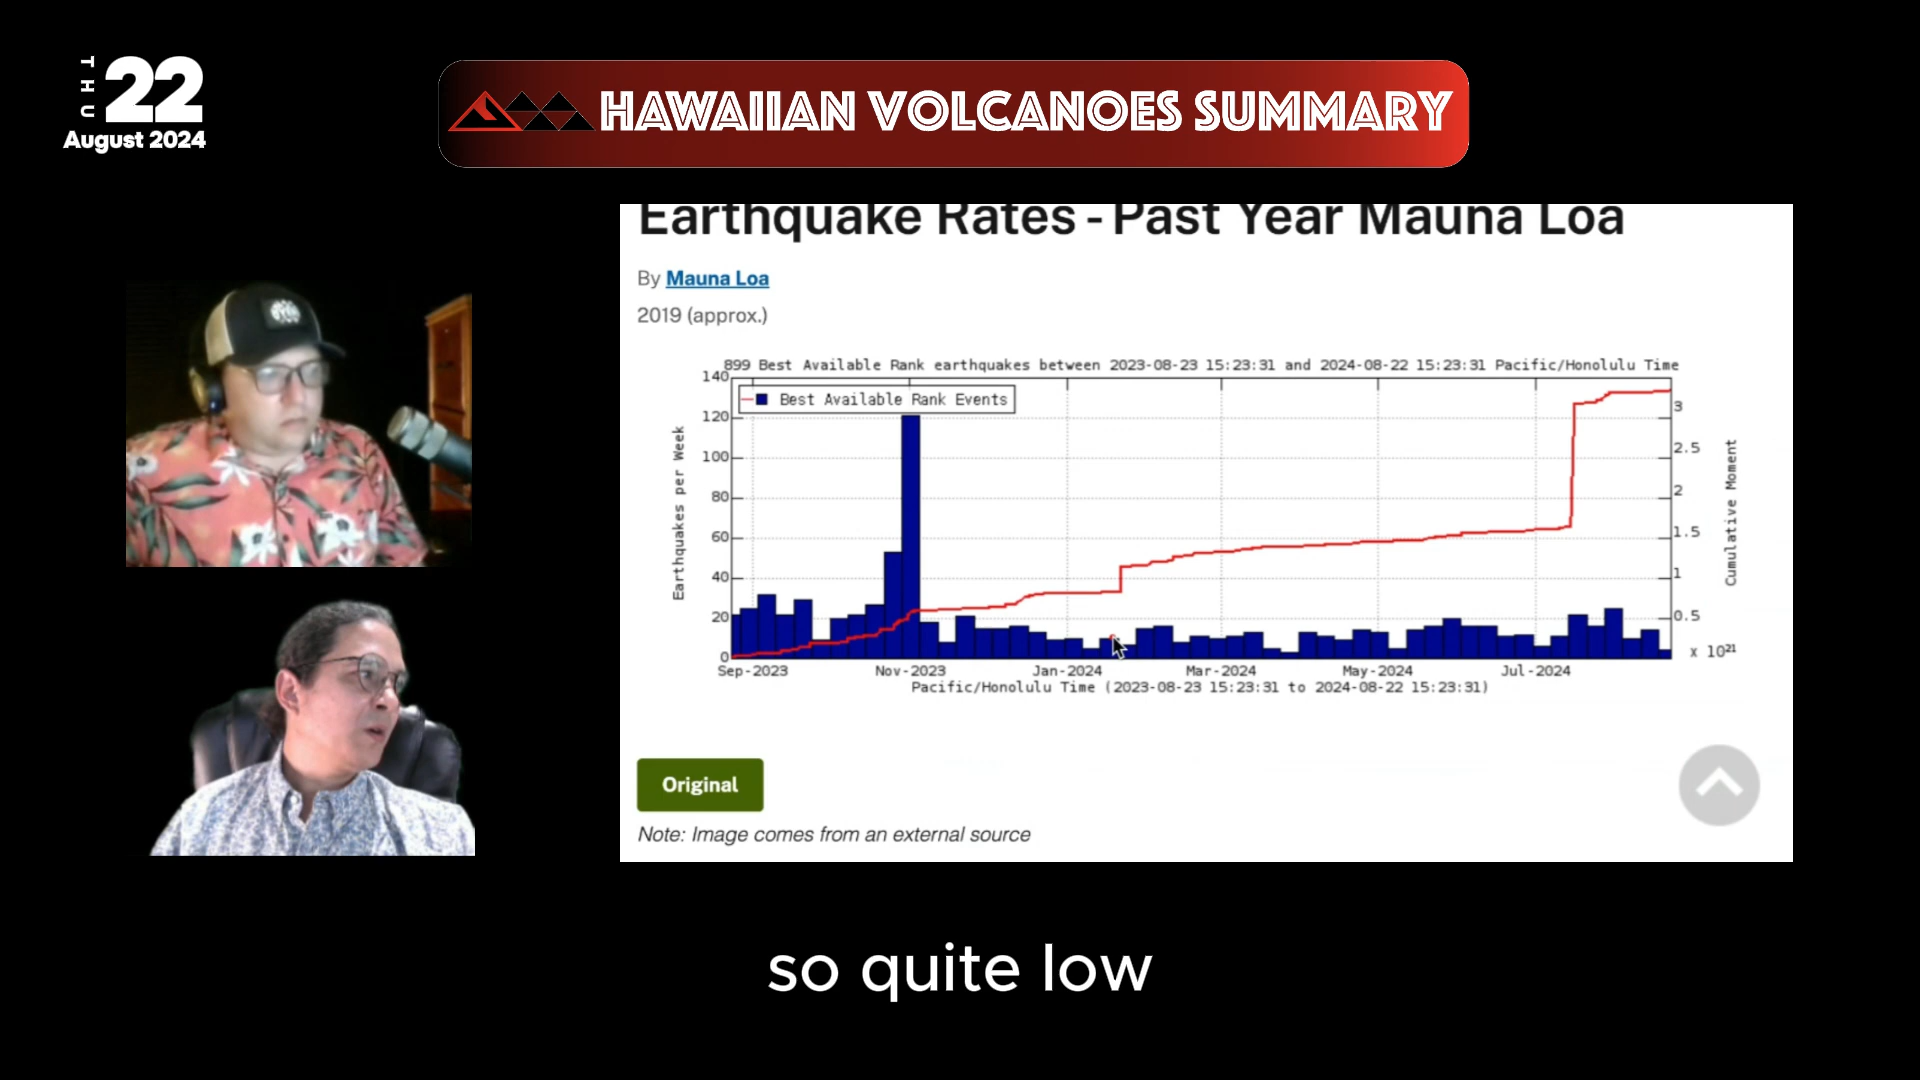 THU
22
August 2024
HAWAIIAN VOLCANOES SUMMARY
Earthquake Rates - Past Year Mauna Loa
By Mauna Loa
2019 (approx.)
899 Best Available Rank earthquakes between 2023-08-23 15:23:31 and 2024-08-22 15:23:31 Pacific/Honolulu Time
Best Available Rank Events
Earthquakes per Week
140
120
100
80
60
40
20
0
3
2.5
2
1.5
1
0.5
x 10²¹
Cumulative Moment
Sep-2023 Nov-2023 Jan-2024 Mar-2024 May-2024 Jul-2024
Pacific/Honolulu Time (2023-08-23 15:23:31 to 2024-08-22 15:23:31)
Original
Note: Image comes from an external source
so quite low